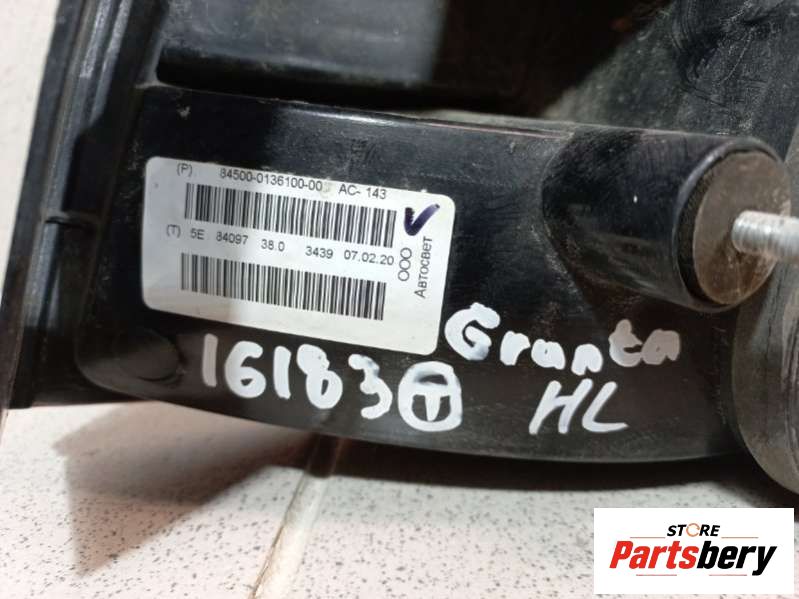 (P) 84500-0136100-00 AC- 143
(T) 5E 84097 38.0 3439 07.02.20
ООО Автосвет
Granta
16183 T HL
STORE
Partsbery